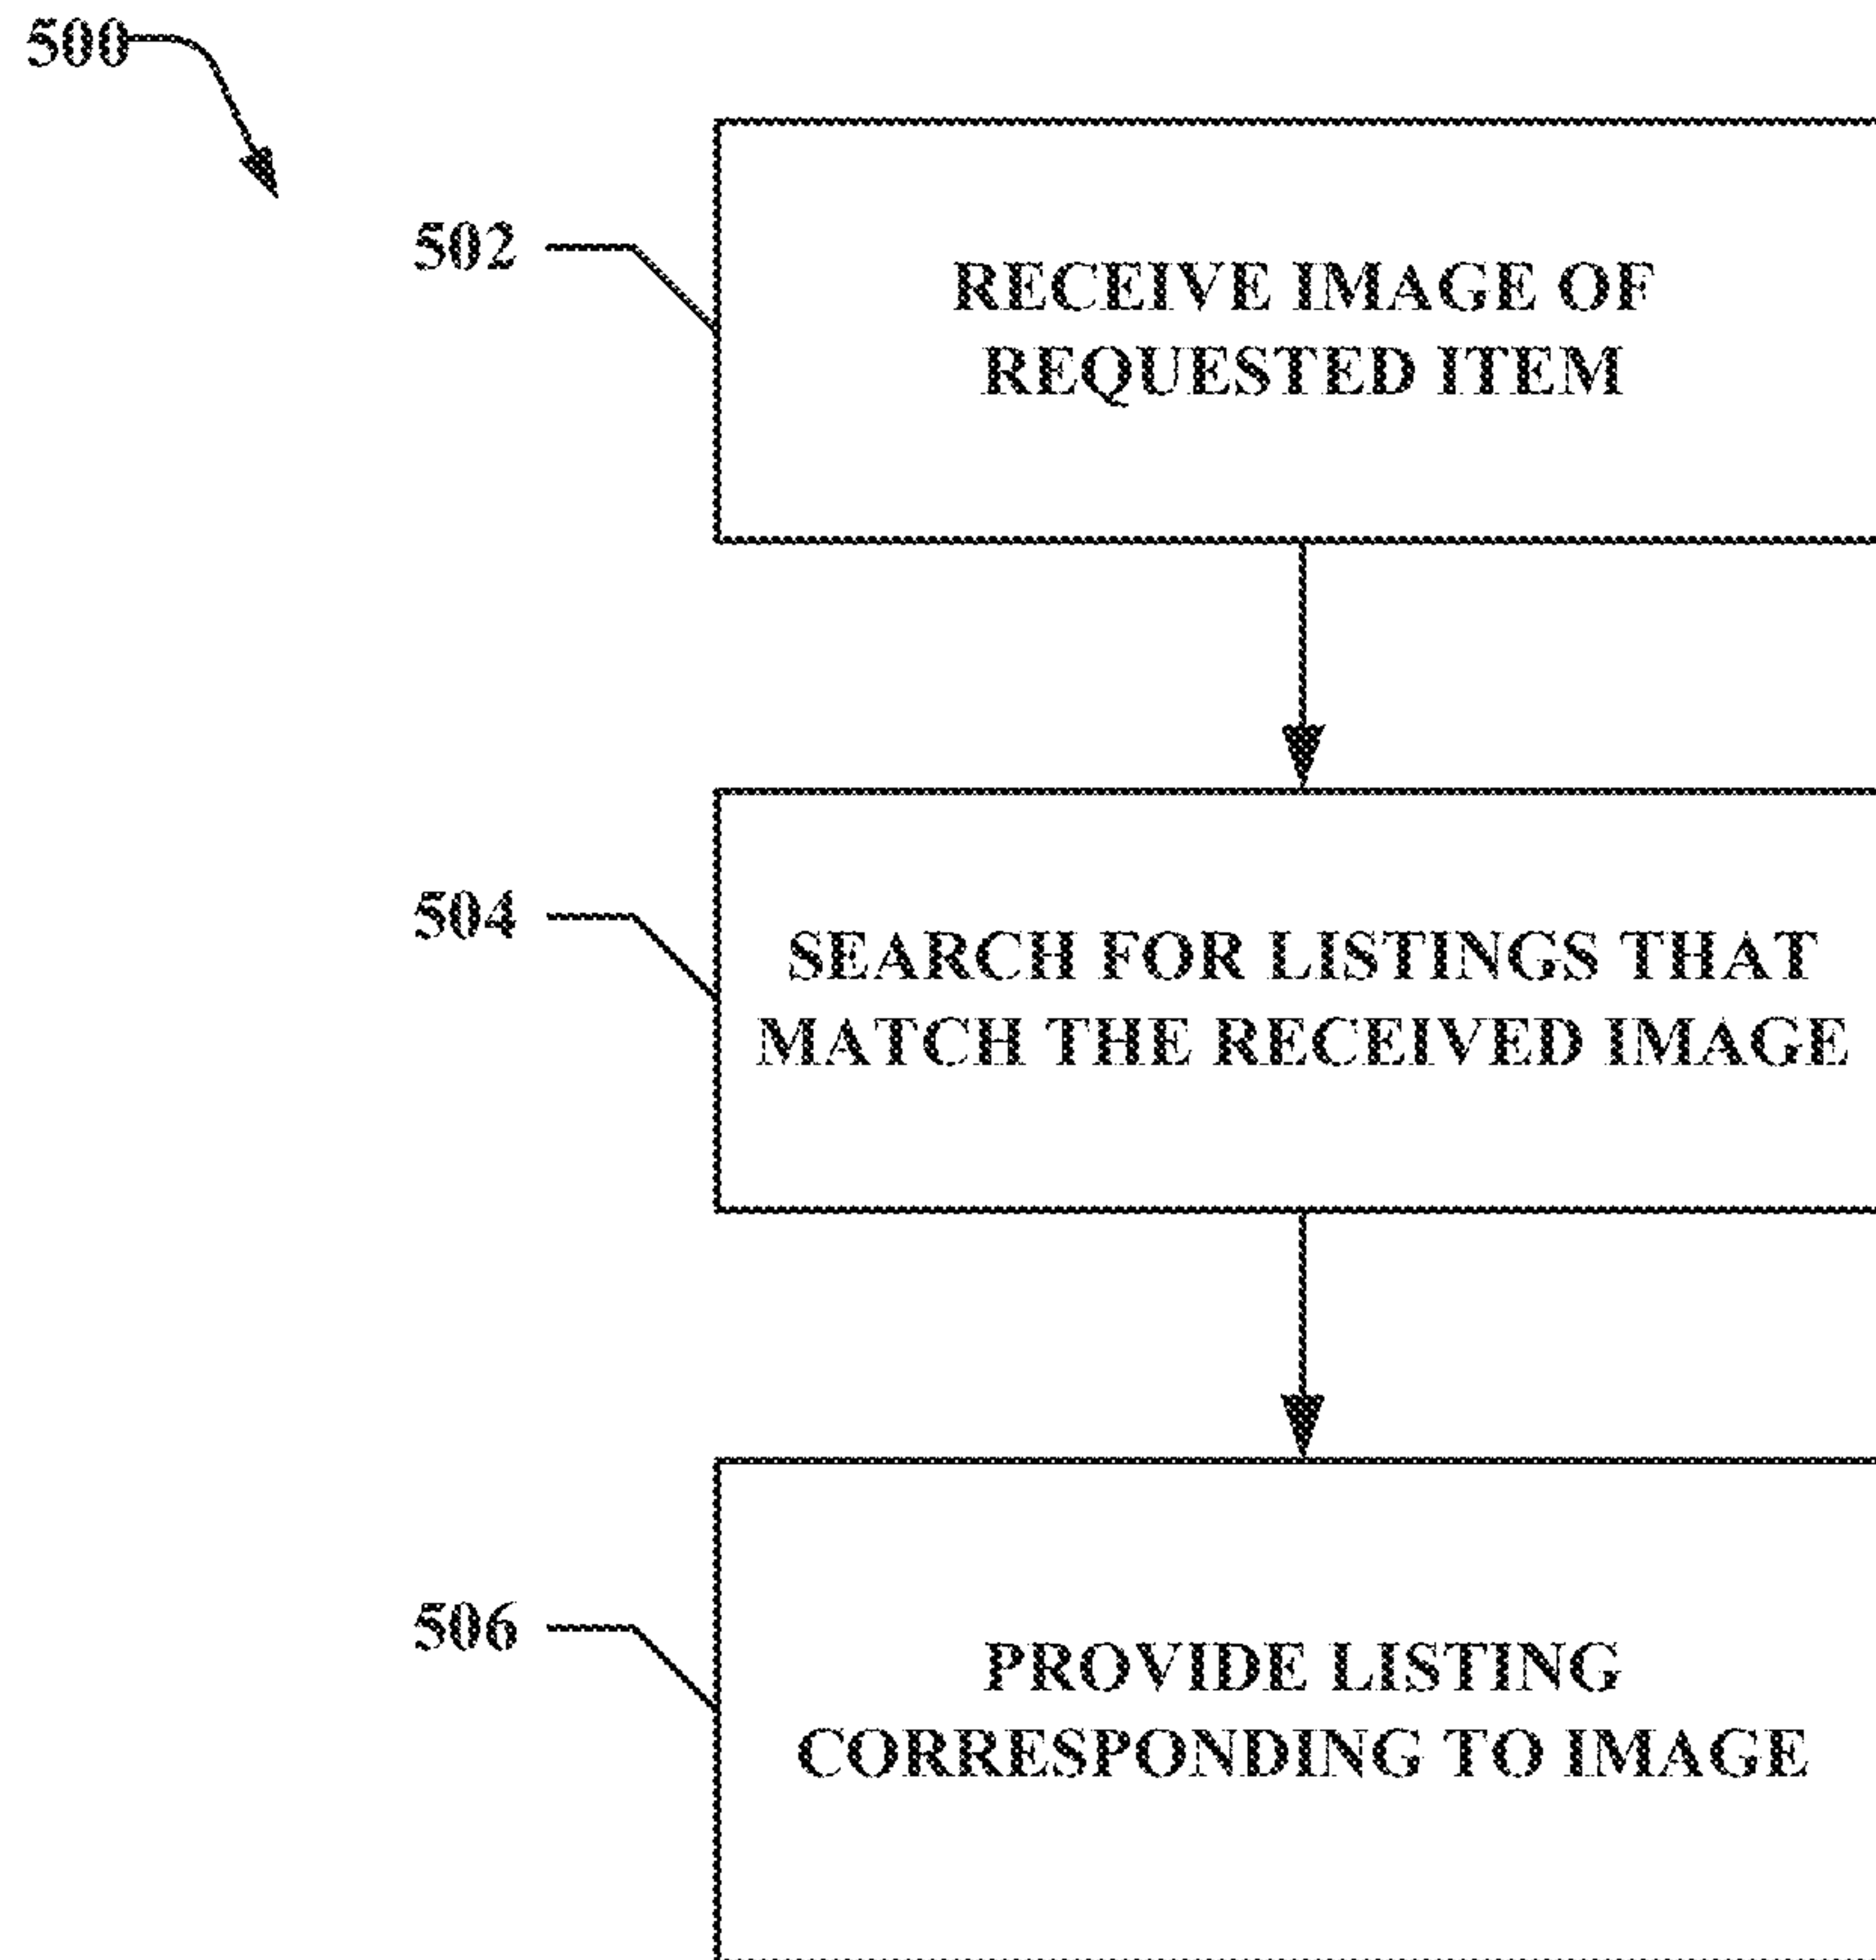 500
502
RECEIVE IMAGE OF
REQUESTED ITEM
504
SEARCH FOR LISTINGS THAT
MATCH THE RECEIVED IMAGE
506
PROVIDE LISTING
CORRESPONDING TO IMAGE